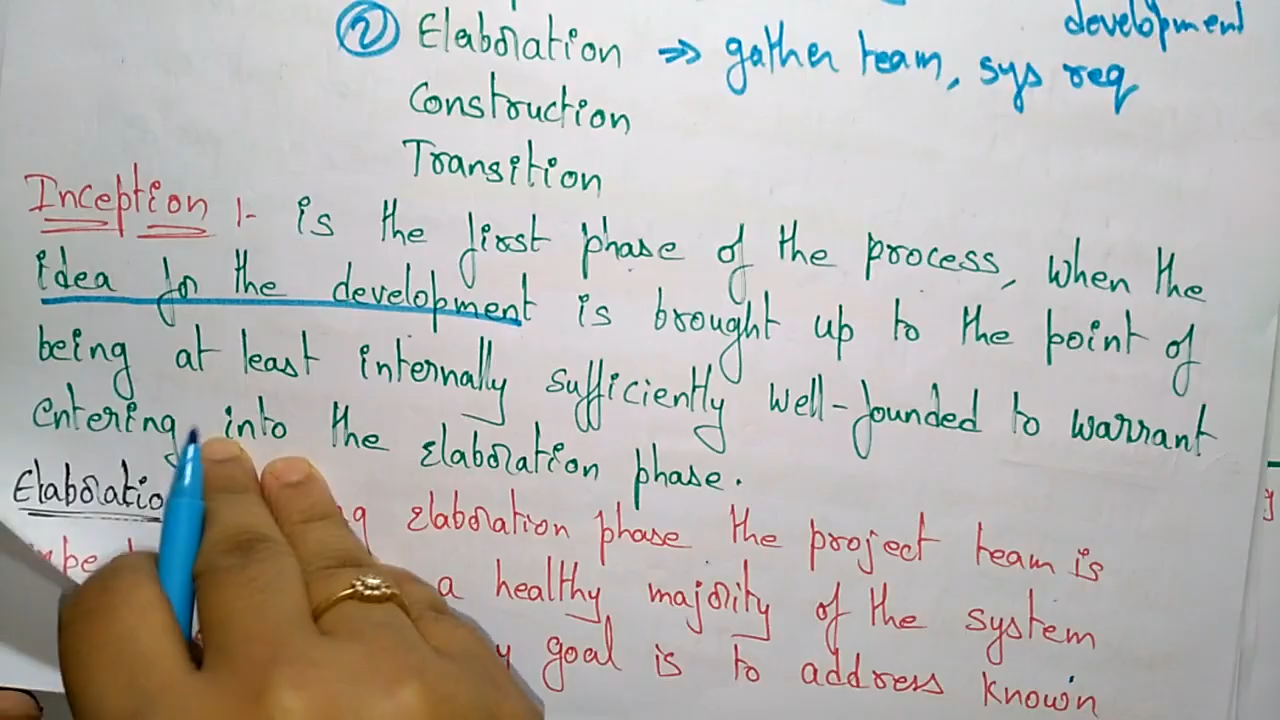 development
② Elaboration ⇒ gather team, sys req
Construction
Transition
Inception :- is the first phase of the process, when the
idea for the development is brought up to the point of
being at least internally sufficiently well-founded to warrant
entering into the elaboration phase.
Elaboratio
elaboration phase the project team is
a healthy majority of the system
goal is to address known